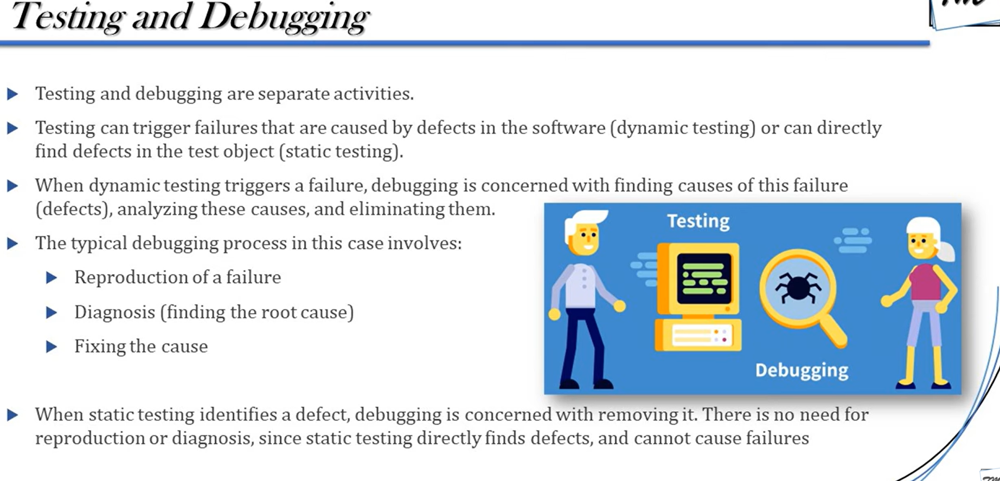 Testing and Debugging
Testing and debugging are separate activities.
Testing can trigger failures that are caused by defects in the software (dynamic testing) or can directly
find defects in the test object (static testing).
When dynamic testing triggers a failure, debugging is concerned with finding causes of this failure
(defects), analyzing these causes, and eliminating them.
The typical debugging process in this case involves:
Reproduction of a failure
Diagnosis (finding the root cause)
Fixing the cause
Testing
Debugging
When static testing identifies a defect, debugging is concerned with removing it. There is no need for
reproduction or diagnosis, since static testing directly finds defects, and cannot cause failures